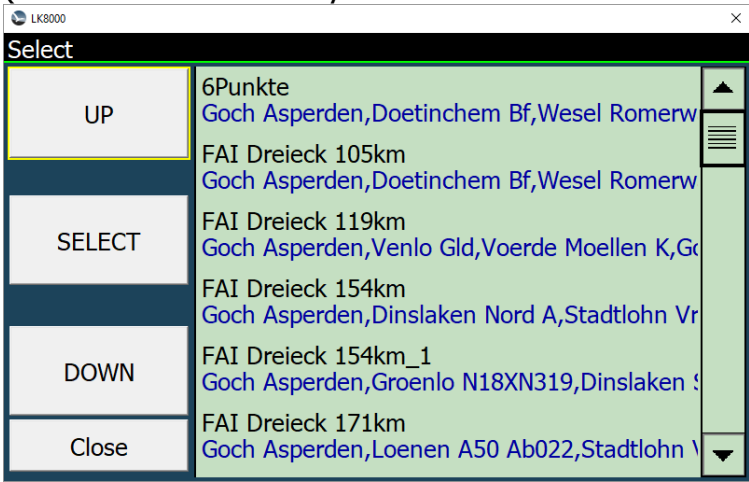 LK8000
Select
UP
SELECT
DOWN
Close
6Punkte
Goch Asperden,Doetinchem Bf,Wesel Romerw
FAI Dreieck 105km
Goch Asperden,Doetinchem Bf,Wesel Romerw
FAI Dreieck 119km
Goch Asperden,Venlo Gld,Voerde Moellen K,Go
FAI Dreieck 154km
Goch Asperden,Dinslaken Nord A,Stadtlohn Vr
FAI Dreieck 154km_1
Goch Asperden,Groenlo N18XN319,Dinslaken
FAI Dreieck 171km
Goch Asperden,Loenen A50 Ab022,Stadtlohn